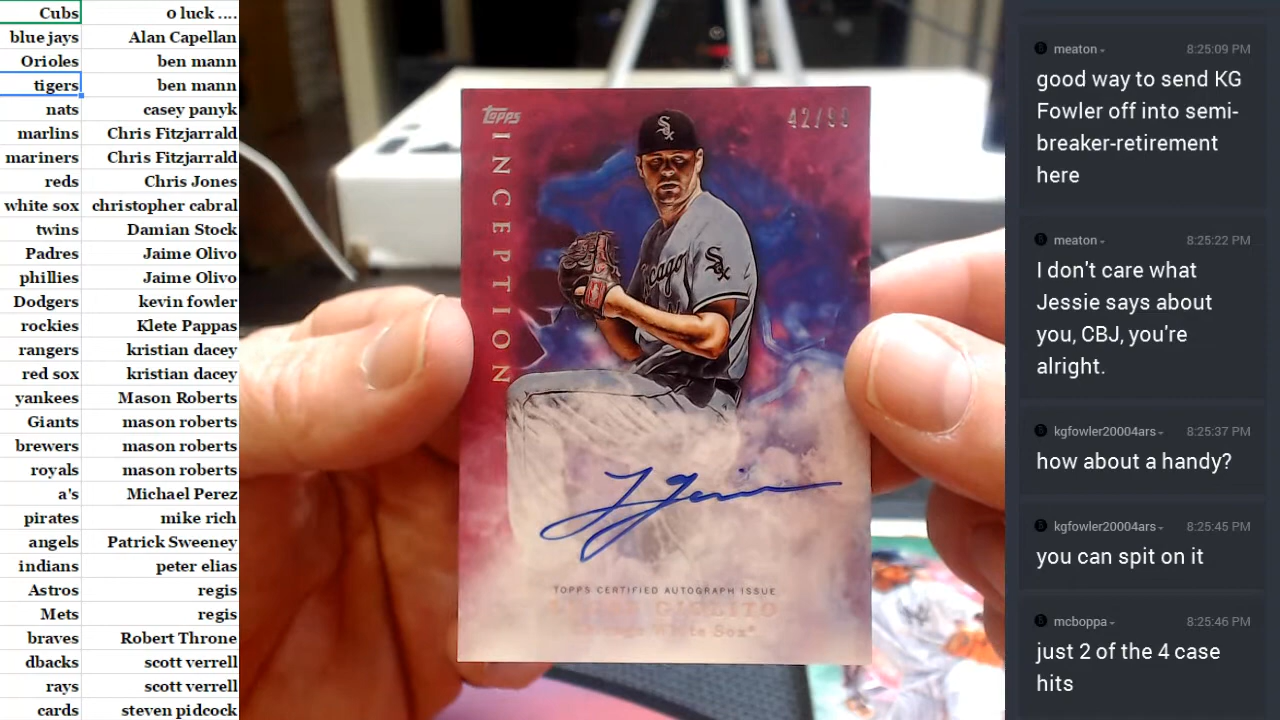 Cubs 0 luck ....
blue jays Alan Capellan
Orioles ben mann
tigers ben mann
nats casey panyk
marlins Chris Fitzjarrald
mariners Chris Fitzjarrald
reds Chris Jones
white sox christopher cabral
twins Damian Stock
Padres Jaime Olivo
phillies Jaime Olivo
Dodgers kevin fowler
rockies Klete Pappas
rangers kristian dacey
red sox kristian dacey
yankees Mason Roberts
Giants mason roberts
brewers mason roberts
royals mason roberts
a's Michael Perez
pirates mike rich
angels Patrick Sweeney
indians peter elias
Astros regis
Mets regis
braves Robert Throne
dbacks scott verrell
rays scott verrell
cards steven pidcock
Topps
42/99
INCEPTION
Sox
Sox
TOPPS CERTIFIED AUTOGRAPH ISSUE
GIOLITO
Chicago White Sox
meaton 8:25:09 PM
good way to send KG
Fowler off into semi-
breaker-retirement
here
meaton 8:25:22 PM
I don't care what
Jessie says about
you, CBJ, you're
alright.
kgfowler20004ars 8:25:37 PM
how about a handy?
kgfowler20004ars 8:25:45 PM
you can spit on it
mcboppa 8:25:46 PM
just 2 of the 4 case
hits